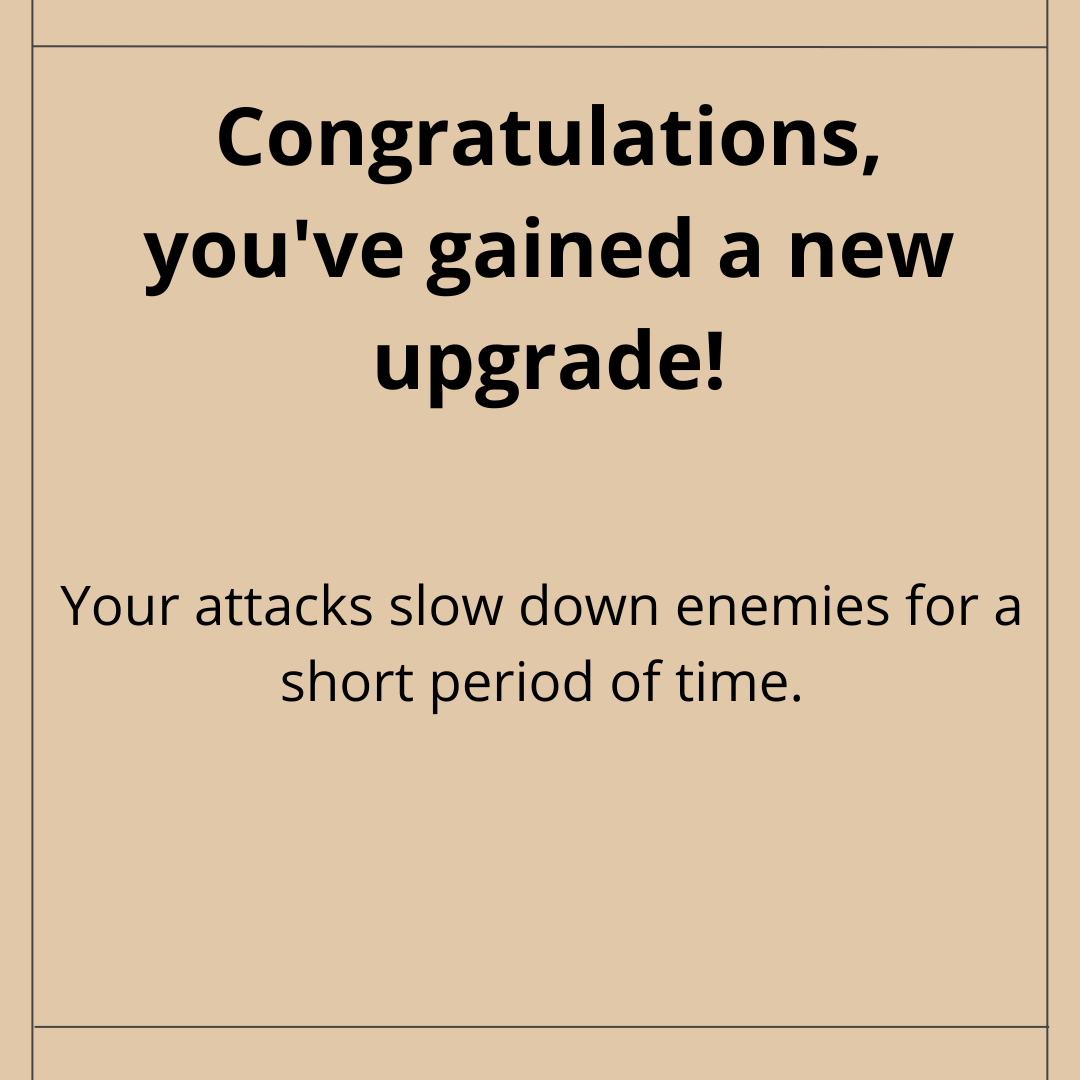 Congratulations,
you've gained a new
upgrade!
Your attacks slow down enemies for a
short period of time.